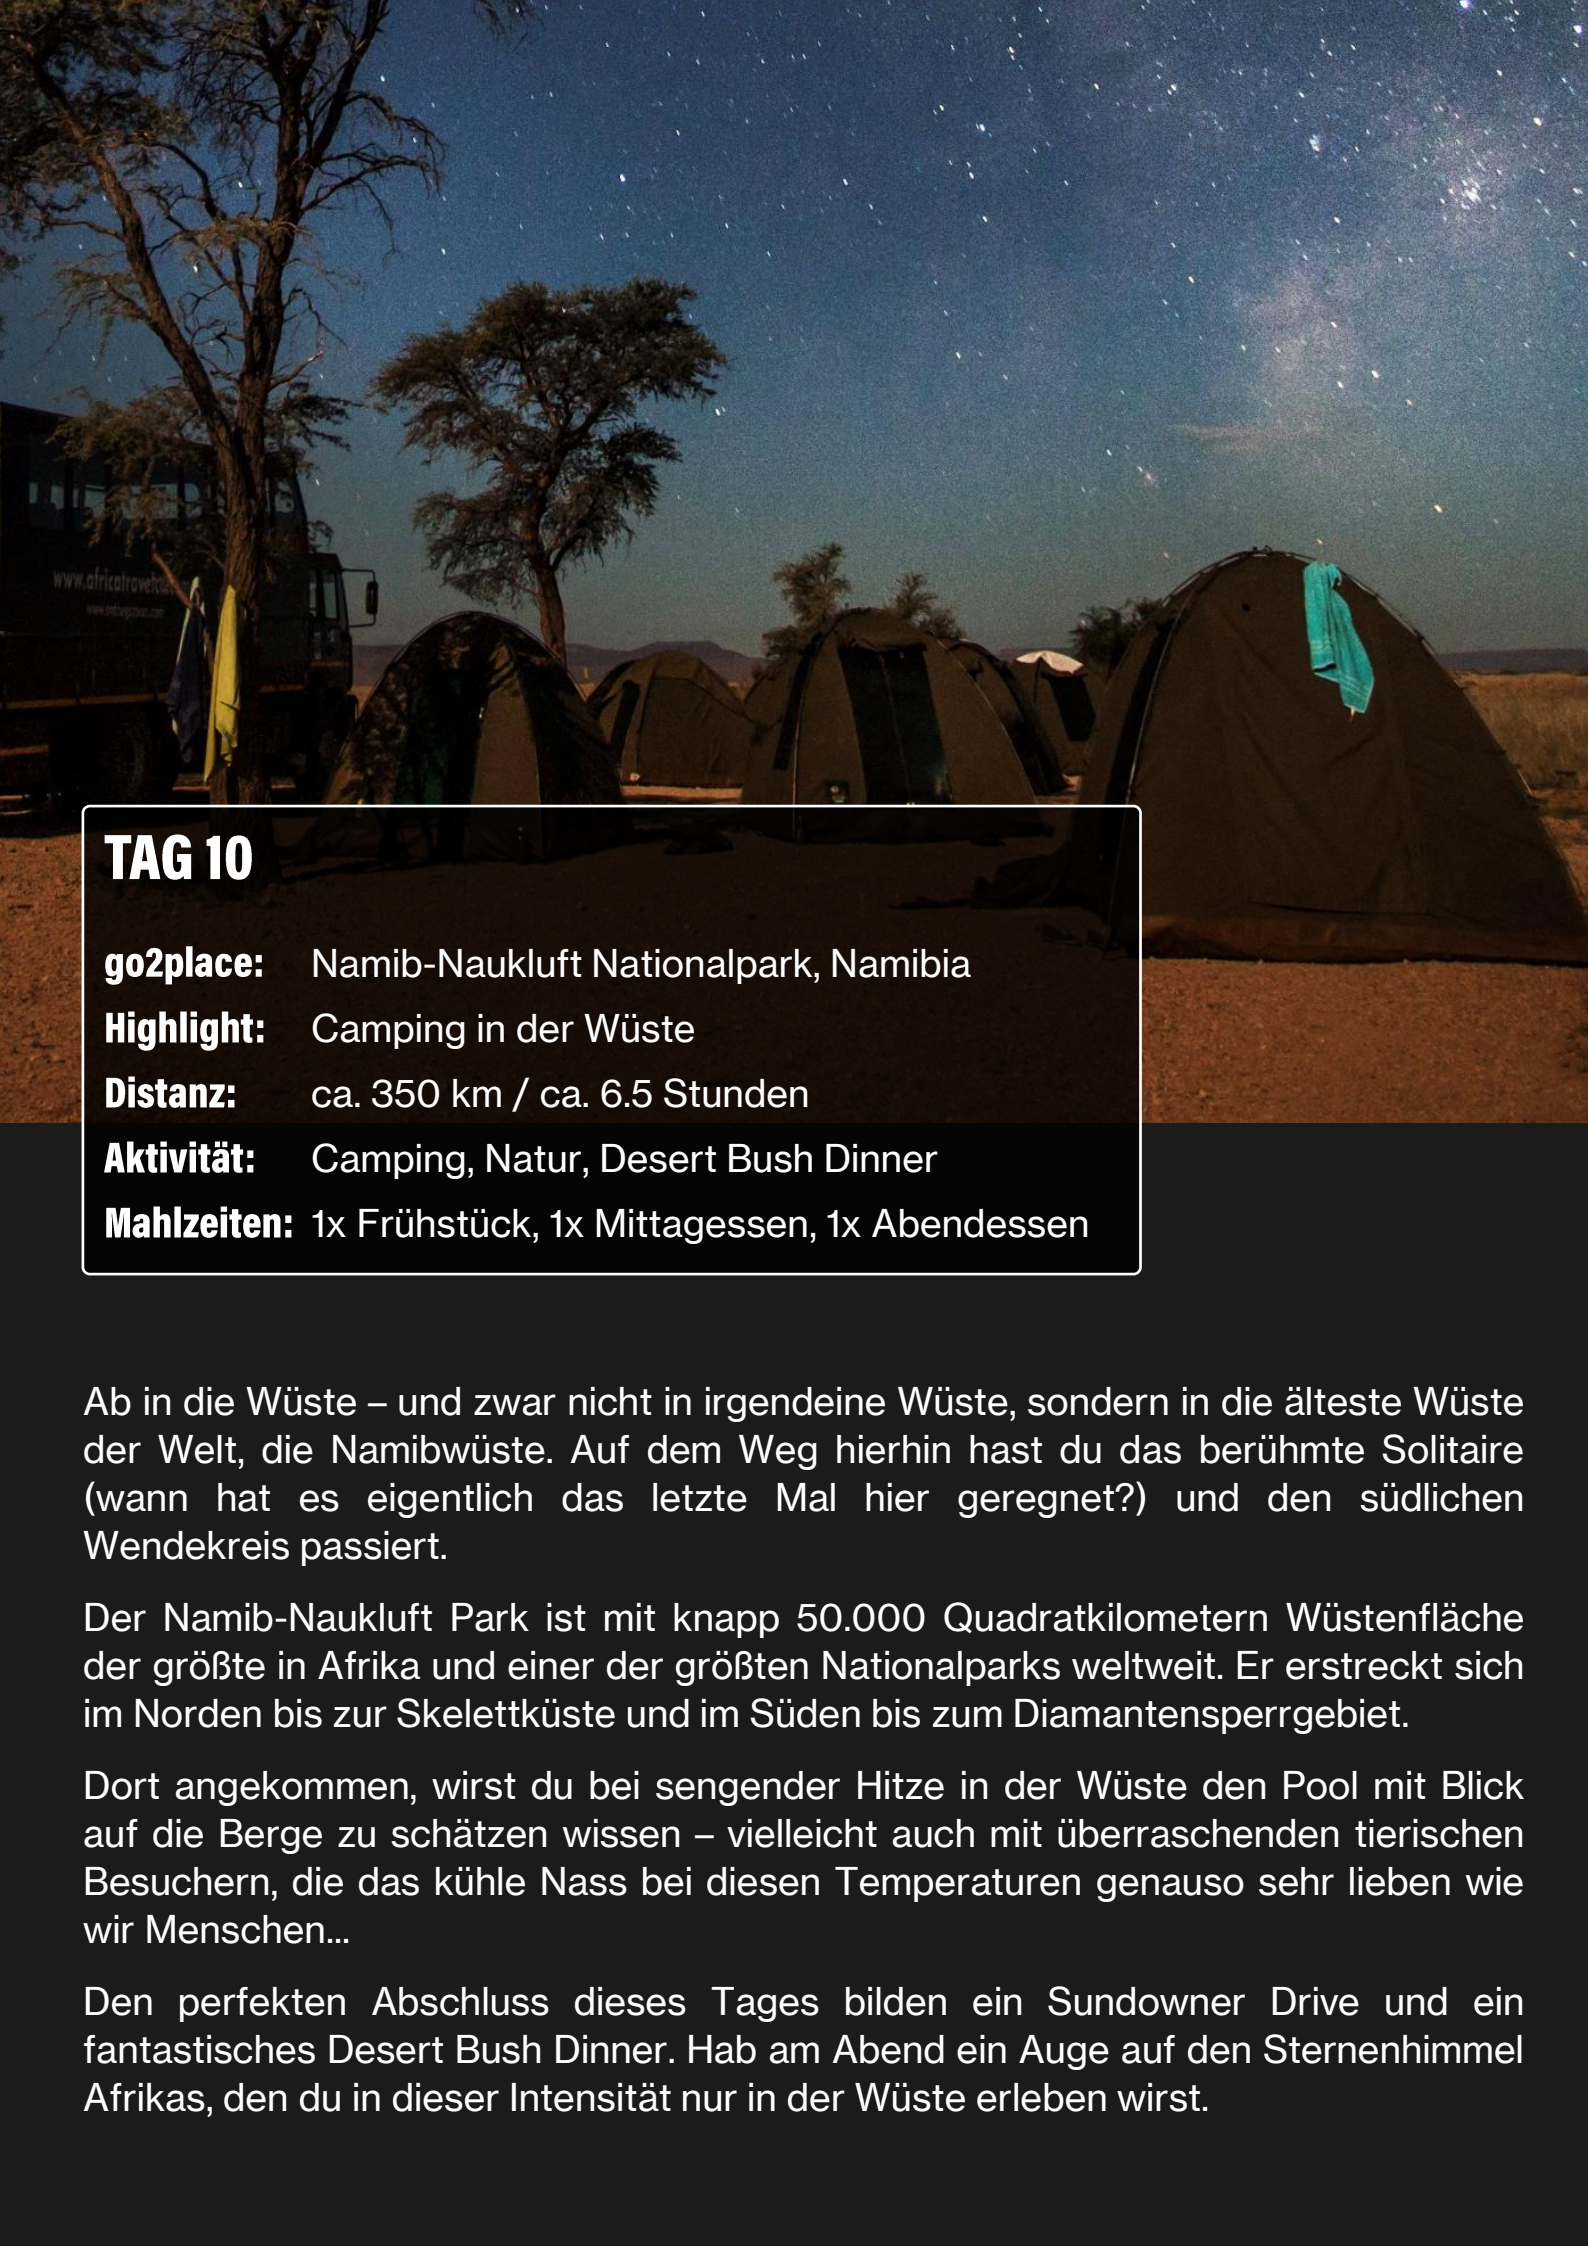 www.africatravelco
TAG 10
go2place: Namib-Naukluft Nationalpark, Namibia
Highlight: Camping in der Wüste
Distanz: ca. 350 km / ca. 6.5 Stunden
Aktivität: Camping, Natur, Desert Bush Dinner
Mahlzeiten: 1x Frühstück, 1x Mittagessen, 1x Abendessen
Ab in die Wüste – und zwar nicht in irgendeine Wüste, sondern in die älteste Wüste
der Welt, die Namibwüste. Auf dem Weg hierhin hast du das berühmte Solitaire
(wann hat es eigentlich das letzte Mal hier geregnet?) und den südlichen
Wendekreis passiert.
Der Namib-Naukluft Park ist mit knapp 50.000 Quadratkilometern Wüstenfläche
der größte in Afrika und einer der größten Nationalparks weltweit. Er erstreckt sich
im Norden bis zur Skelettküste und im Süden bis zum Diamantensperrgebiet.
Dort angekommen, wirst du bei sengender Hitze in der Wüste den Pool mit Blick
auf die Berge zu schätzen wissen – vielleicht auch mit überraschenden tierischen
Besuchern, die das kühle Nass bei diesen Temperaturen genauso sehr lieben wie
wir Menschen...
Den perfekten Abschluss dieses Tages bilden ein Sundowner Drive und ein
fantastisches Desert Bush Dinner. Hab am Abend ein Auge auf den Sternenhimmel
Afrikas, den du in dieser Intensität nur in der Wüste erleben wirst.